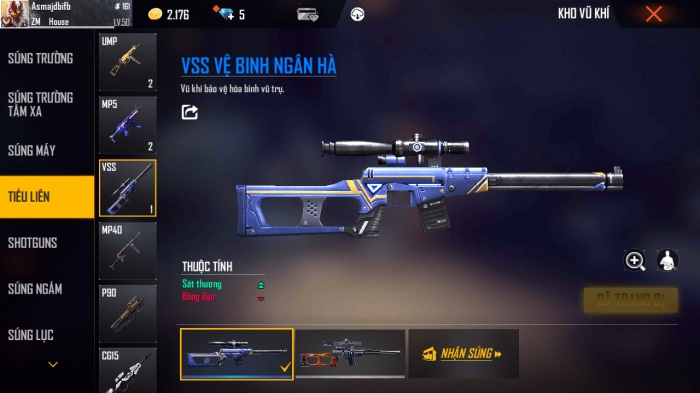 Asmajdbifb
# 161
ZM House
LV.50
2.176
5
KHO VŨ KHÍ
SÚNG TRƯỜNG
SÚNG TRƯỜNG
TẦM XA
SÚNG MÁY
TIỂU LIÊN
SHOTGUNS
SÚNG NGẮM
SÚNG LỤC
UMP
2
MP5
2
VSS
1
MP40
P90
CG15
VSS VỆ BINH NGÂN HÀ
Vũ khí bảo vệ hòa bình vũ trụ.
THUỘC TÍNH
Sát thương
Băng đạn
ĐÃ TRANG BỊ
NHẬN SÚNG